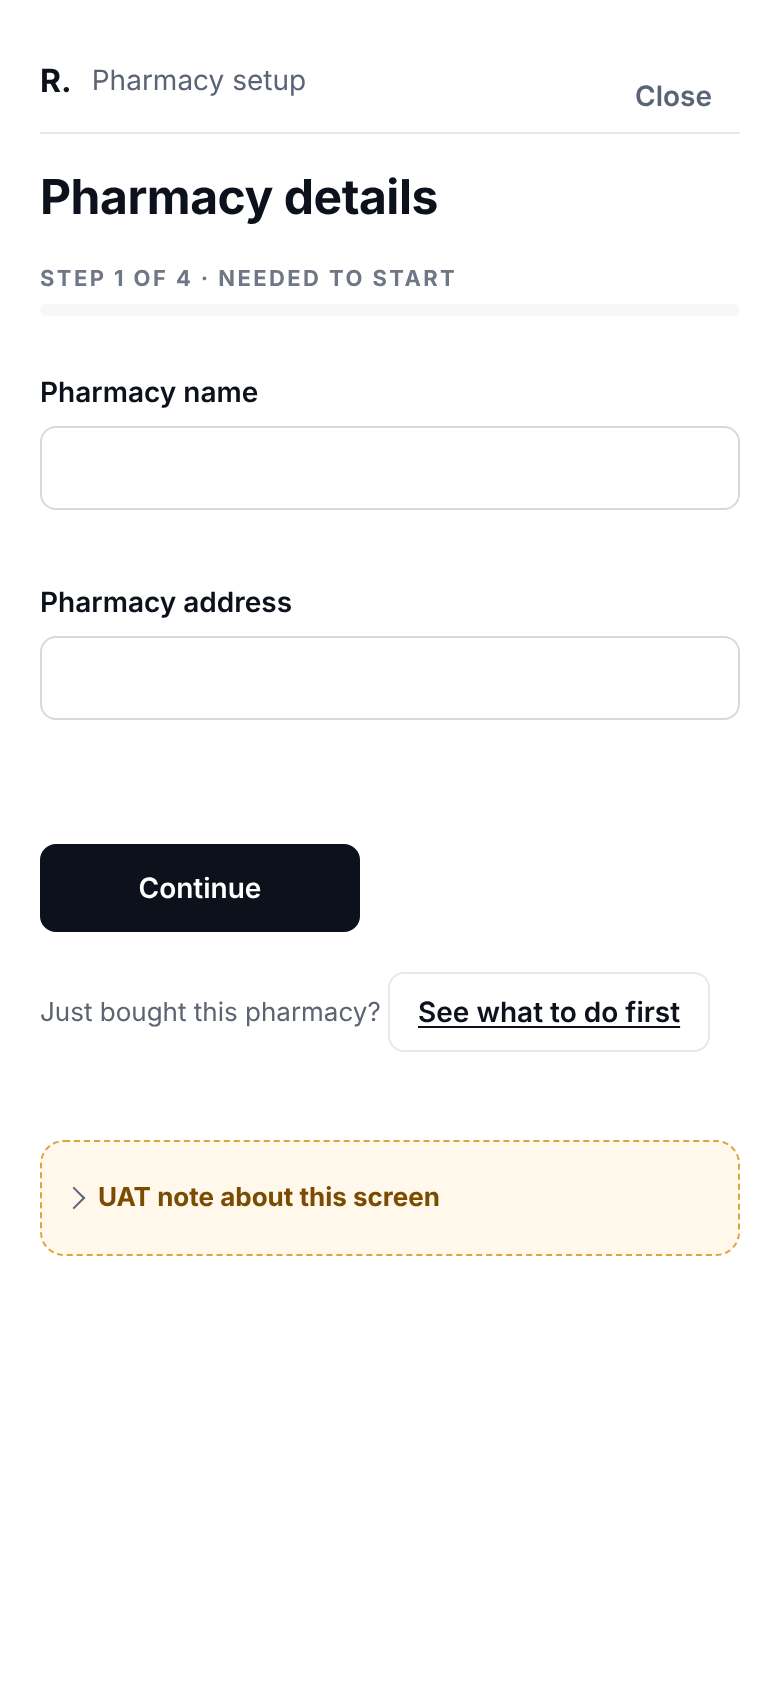 R. Pharmacy setup
Close
Pharmacy details
STEP 1 OF 4 · NEEDED TO START
Pharmacy name
Pharmacy address
Continue
Just bought this pharmacy? See what to do first
UAT note about this screen